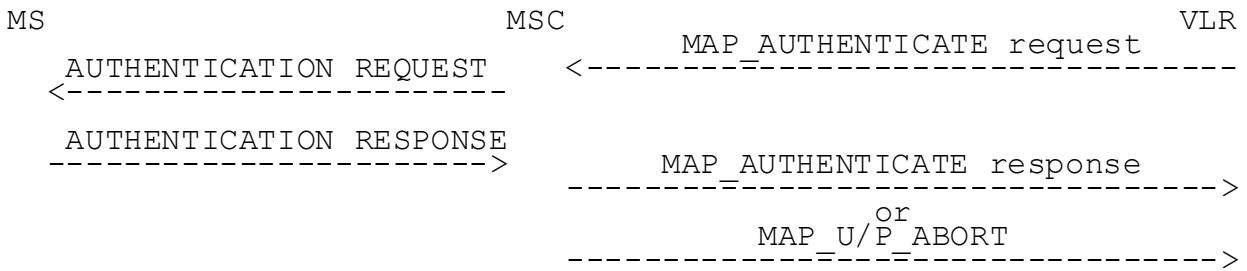 MS MSC VLR
MAP_AUTHENTICATE request
AUTHENTICATION REQUEST <----------------------------------
<-----------------------
AUTHENTICATION RESPONSE
----------------------->
MAP_AUTHENTICATE response
---------------------------------->
or
MAP_U/P_ABORT
---------------------------------->